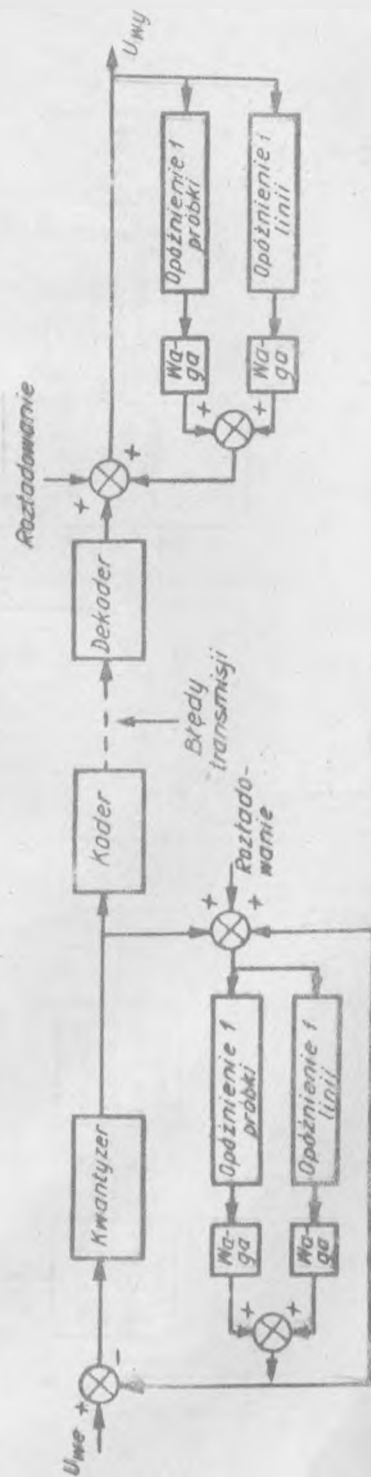 Uwe
+
-
Kwantyzer
Koder
Błędy
transmisji
Dekoder
Rozładowanie
+
+
Uwy
Opóźnienie 1
próbki
Wa-
ga
+
Opóźnienie 1
linii
Wa-
ga
+
Rozłado-
wanie
+
+
Opóźnienie 1
próbki
Wa-
ga
+
Opóźnienie 1
linii
Wa-
ga
+